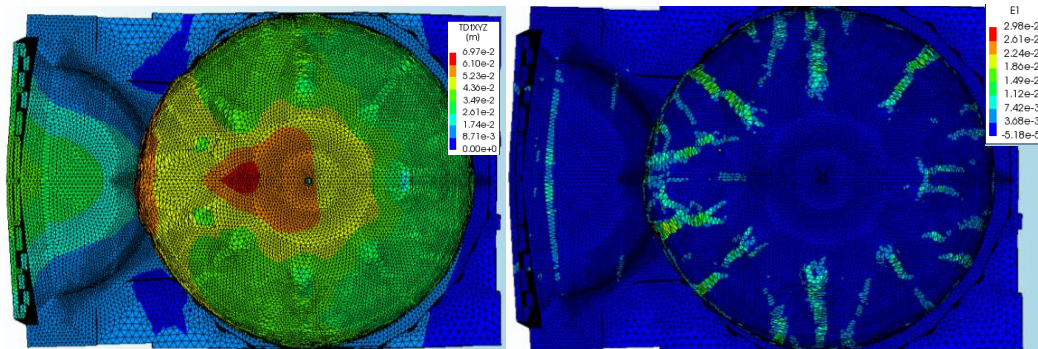 TDtXYZ
(m)
6.97e-2
6.10e-2
5.23e-2
4.36e-2
3.49e-2
2.61e-2
1.74e-2
8.71e-3
0.00e+0
E1
2.98e-2
2.61e-2
2.24e-2
1.86e-2
1.49e-2
1.12e-2
7.42e-3
3.68e-3
-5.18e-5